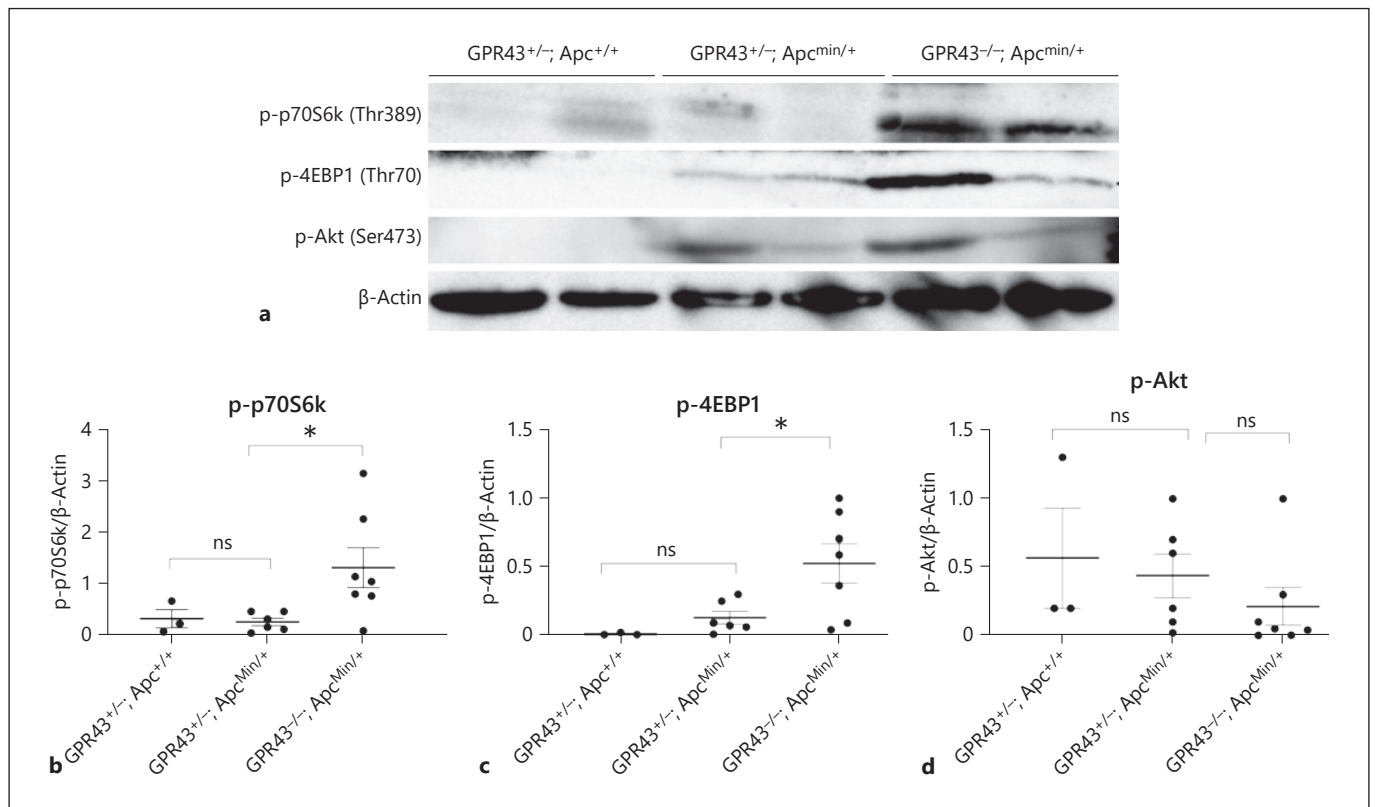 GPR43+/–; Apc+/+ GPR43+/–; Apcmin/+ GPR43–/–; Apcmin/+
p-p70S6k (Thr389)
p-4EBP1 (Thr70)
p-Akt (Ser473)
β-Actin
a
p-p70S6k
4
3
2
1
0
p-p70S6k/β-Actin
ns
*
GPR43+/–; Apc+/+
GPR43+/–; ApcMin/+
GPR43–/–; ApcMin/+
b
p-4EBP1
1.5
1.0
0.5
0
p-4EBP1/β-Actin
ns
*
GPR43+/–; Apc+/+
GPR43+/–; ApcMin/+
GPR43–/–; ApcMin/+
c
p-Akt
1.5
1.0
0.5
0
p-Akt/β-Actin
ns
ns
GPR43+/–; Apc+/+
GPR43+/–; ApcMin/+
GPR43–/–; ApcMin/+
d